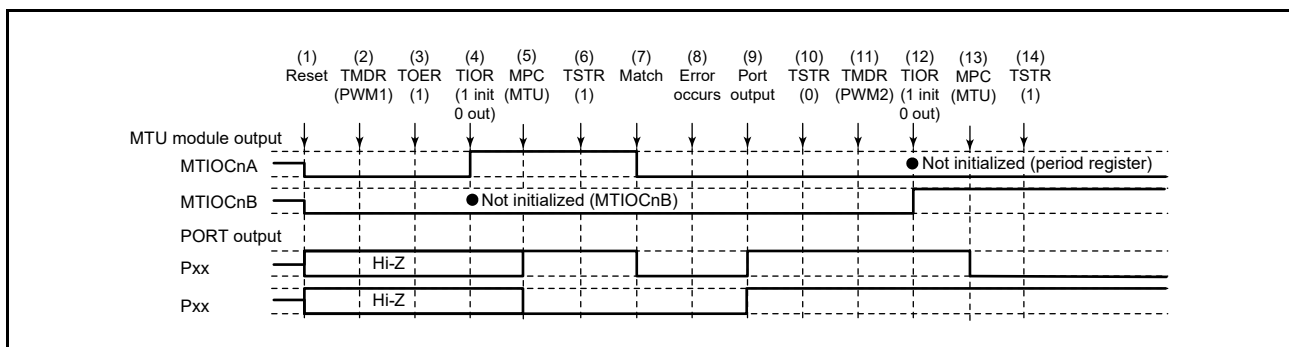 (1) (2) (3) (4) (5) (6) (7) (8) (9) (10) (11) (12) (13) (14)
Reset TMDR TOER TIOR MPC TSTR Match Error Port TSTR TMDR TIOR MPC TSTR
(PWM1) (1) (1 init (MTU) (1) occurs output (0) (PWM2) (1 init (MTU) (1)
0 out) 0 out)
MTU module output
MTIOCnA Not initialized (period register)
MTIOCnB Not initialized (MTIOCnB)
PORT output
Pxx Hi-Z
Pxx Hi-Z